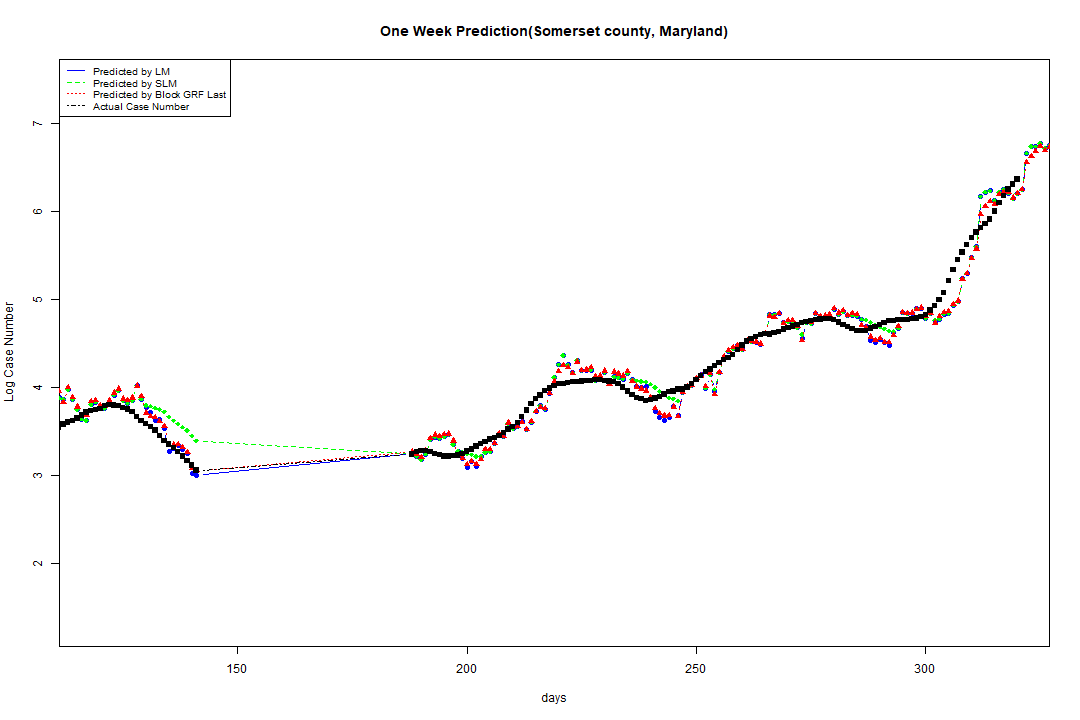 One Week Prediction(Somerset county, Maryland)
Predicted by LM
Predicted by SLM
Predicted by Block GRF Last
Actual Case Number
Log Case Number
7
6
5
4
3
2
150 200 250 300
days